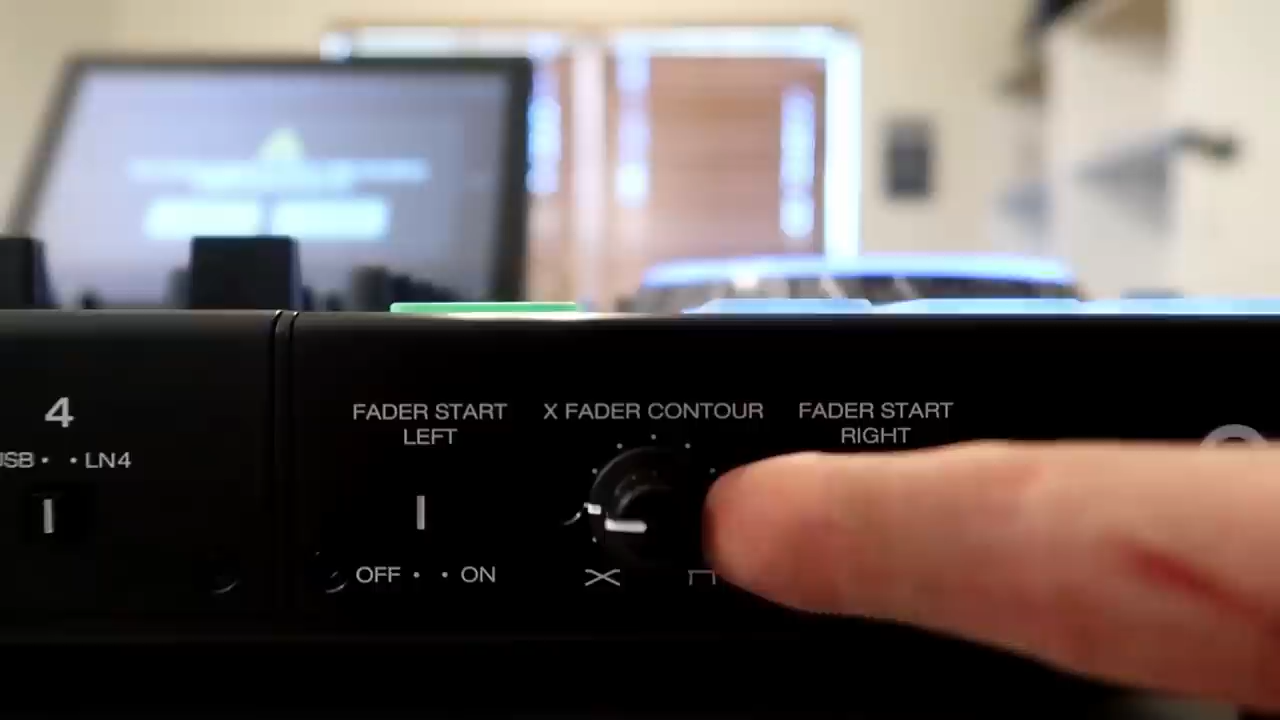 4
USB · · LN4
FADER START
LEFT
OFF · · ON
X FADER CONTOUR
FADER START
RIGHT